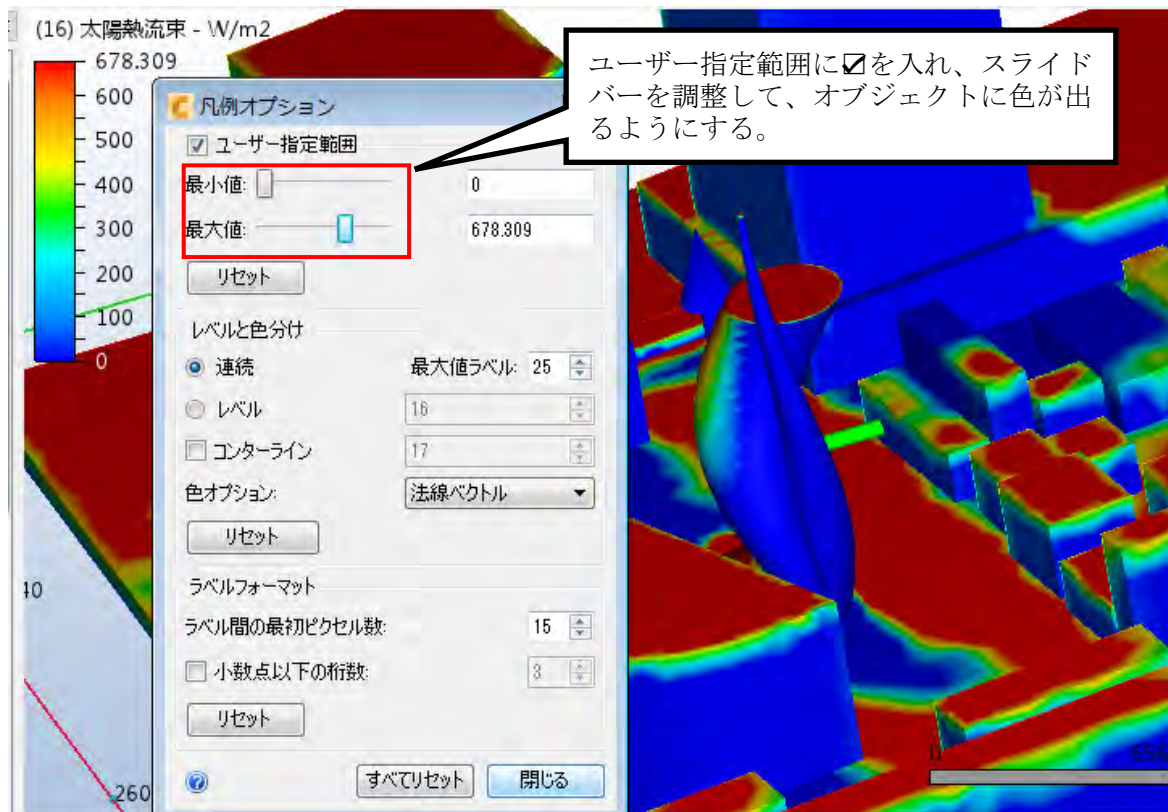 (16) 太陽熱流束 - W/m2
678.309
600
500
400
300
200
100
0
ユーザー指定範囲に☑を入れ、スライド
バーを調整して、オブジェクトに色が出
るようにする。
凡例オプション
ユーザー指定範囲
最小値: 0
最大値: 678.309
リセット
レベルと色分け
連続 最大値ラベル: 25
レベル 16
コンターライン 17
色オプション: 法線ベクトル
リセット
ラベルフォーマット
ラベル間の最初ピクセル数: 15
小数点以下の桁数: 3
リセット
すべてリセット 閉じる
40
-260
0 656